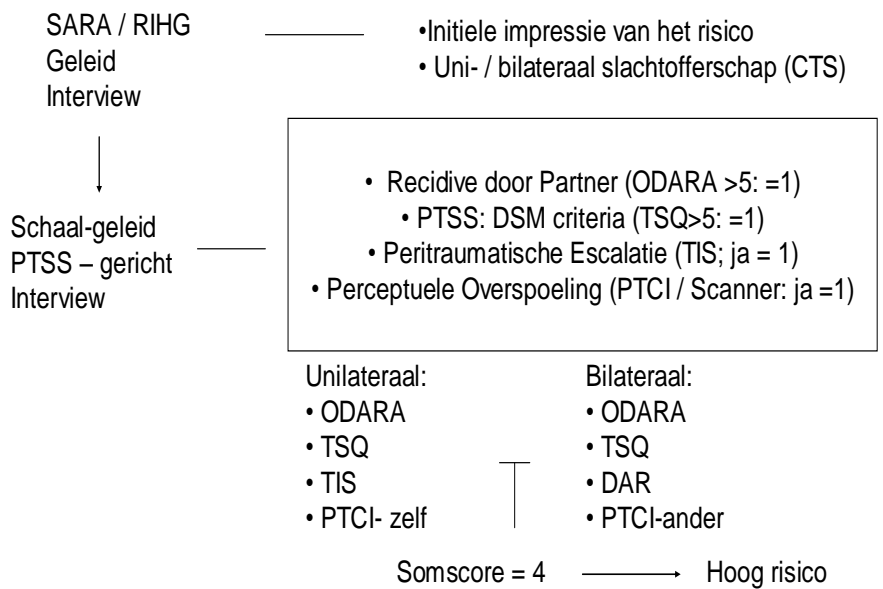 SARA / RIHG
Geleid
Interview
•Initiele impressie van het risico
• Uni- / bilateraal slachtofferschap (CTS)
• Recidive door Partner (ODARA >5: =1)
• PTSS: DSM criteria (TSQ>5: =1)
• Peritraumatische Escalatie (TIS; ja = 1)
• Perceptuele Overspoeling (PTCI / Scanner: ja =1)
Schaal-geleid
PTSS – gericht
Interview
Unilateraal:
• ODARA
• TSQ
• TIS
• PTCI- zelf
Bilateraal:
• ODARA
• TSQ
• DAR
• PTCI-ander
Somscore = 4
Hoog risico